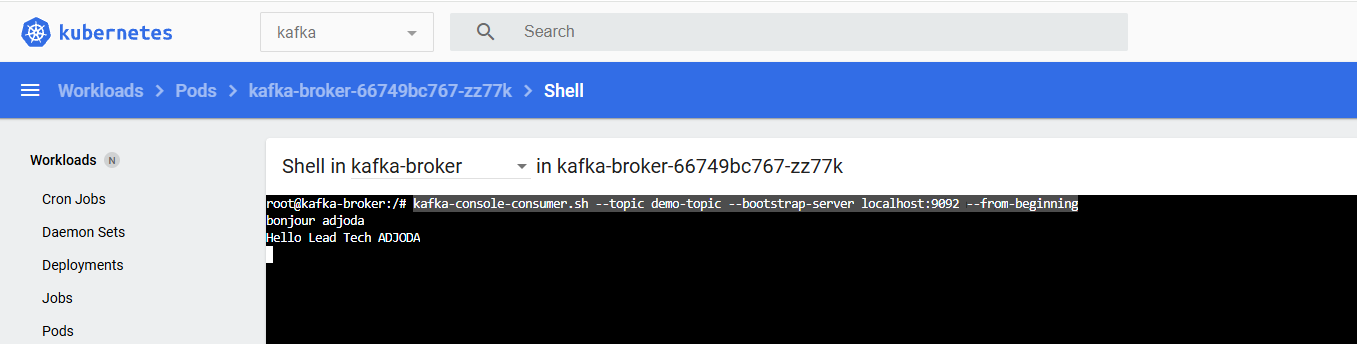 kubernetes
kafka
Search
Workloads > Pods > kafka-broker-66749bc767-zz77k > Shell
Workloads N
Cron Jobs
Daemon Sets
Deployments
Jobs
Pods
Shell in kafka-broker in kafka-broker-66749bc767-zz77k
root@kafka-broker:/# kafka-console-consumer.sh --topic demo-topic --bootstrap-server localhost:9092 --from-beginning
bonjour adjoda
Hello Lead Tech ADJODA